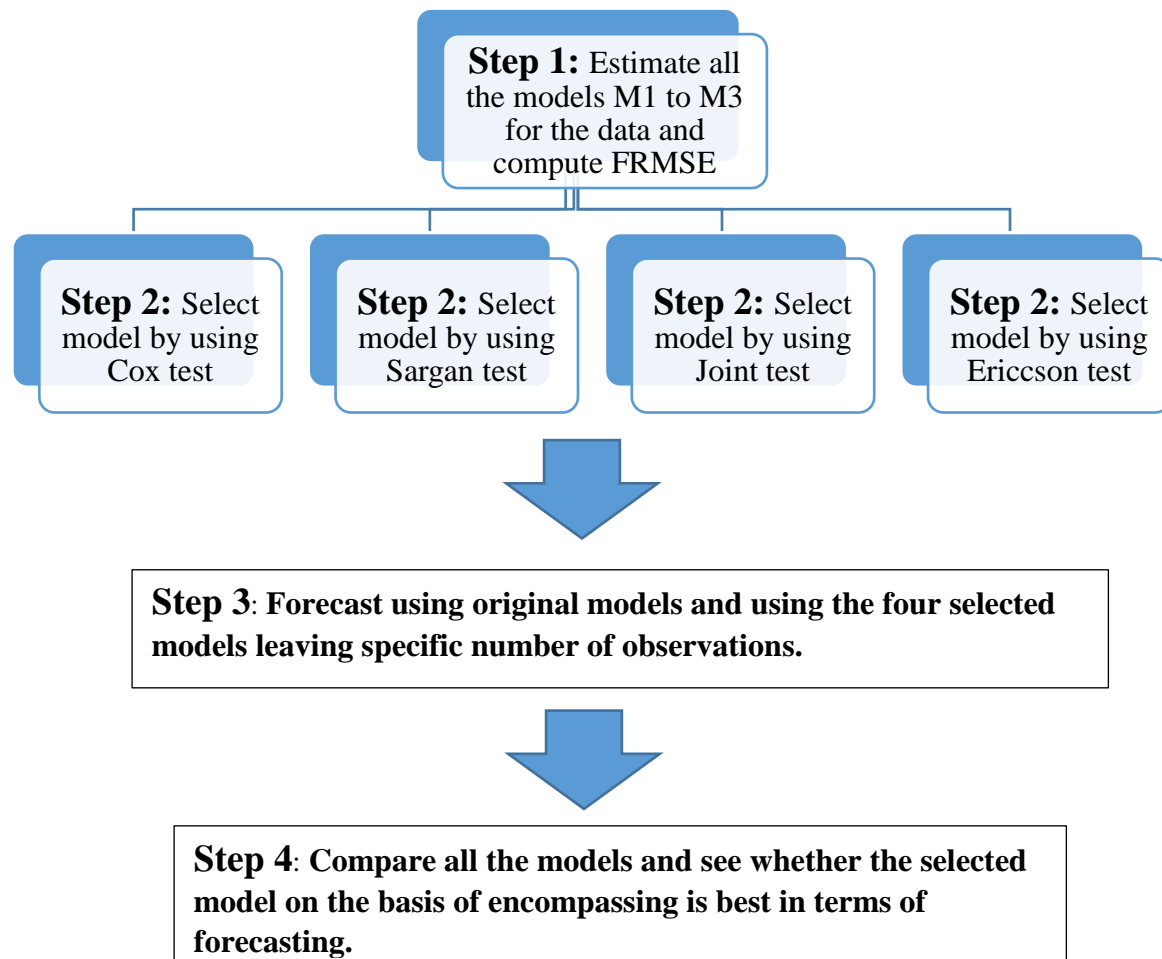 Step 1: Estimate all
the models M1 to M3
for the data and
compute FRMSE
Step 2: Select
model by using
Cox test
Step 2: Select
model by using
Sargan test
Step 2: Select
model by using
Joint test
Step 2: Select
model by using
Ericcson test
Step 3: Forecast using original models and using the four selected
models leaving specific number of observations.
Step 4: Compare all the models and see whether the selected
model on the basis of encompassing is best in terms of
forecasting.